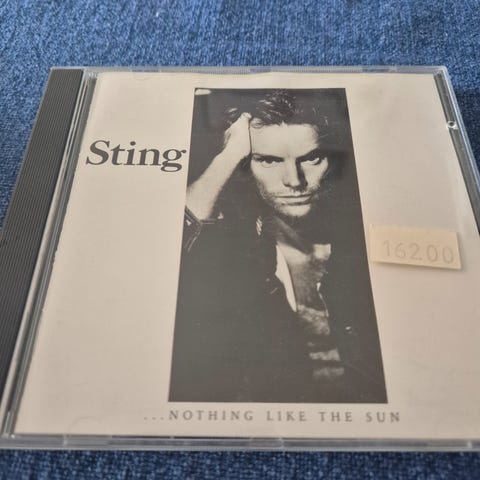 Sting
162.00
...NOTHING LIKE THE SUN